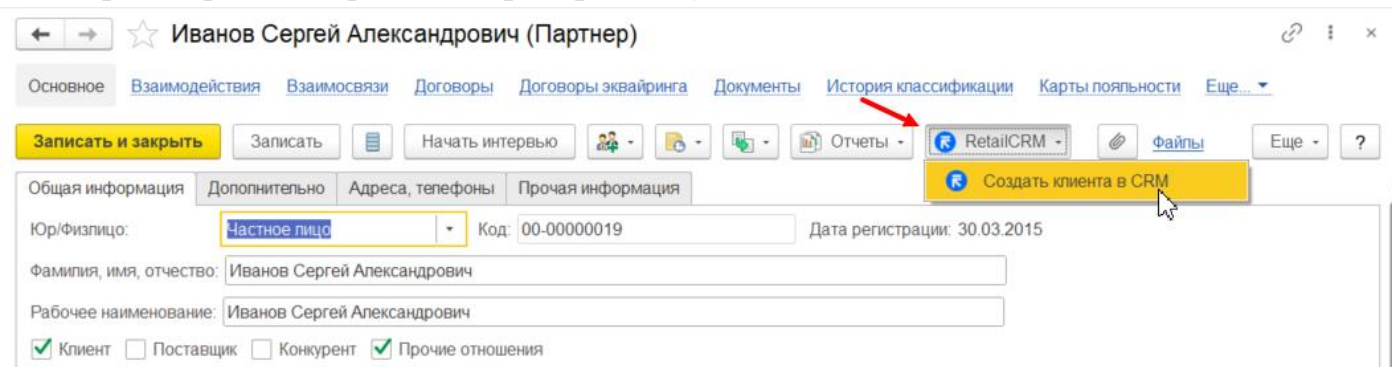 Иванов Сергей Александрович (Партнер)
Основное Взаимодействия Взаимосвязи Договоры Договоры эквайринга Документы История классификации Карты лояльности Еще...
Записать и закрыть Записать Начать интервью Отчеты RetailCRM Файлы Еще ?
Создать клиента в CRM
Общая информация Дополнительно Адреса, телефоны Прочая информация
Юр/Физлицо: Частное лицо Код: 00-00000019 Дата регистрации: 30.03.2015
Фамилия, имя, отчество: Иванов Сергей Александрович
Рабочее наименование: Иванов Сергей Александрович
Клиент Поставщик Конкурент Прочие отношения